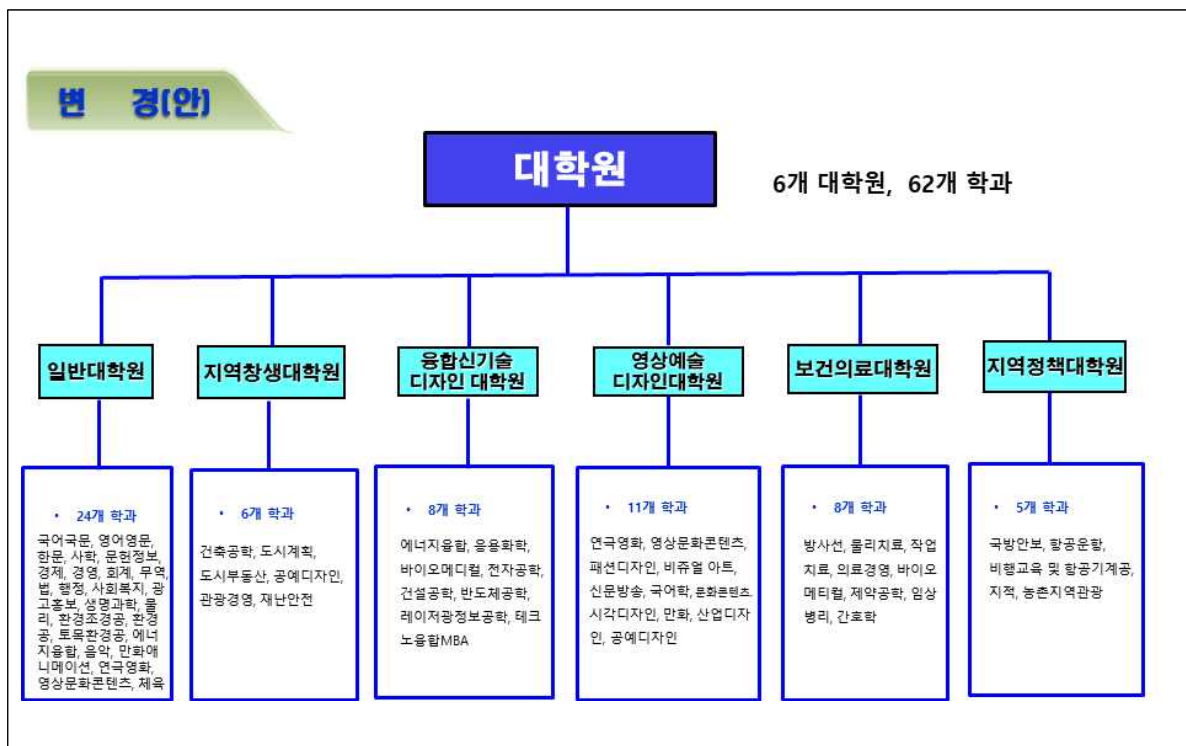 변 경(안)
대학원
6개 대학원, 62개 학과
일반대학원
지역창생대학원
융합신기술
디자인 대학원
영상예술
디자인대학원
보건의료대학원
지역정책대학원
• 24개 학과
국어국문, 영어영문,
한문, 사학, 문헌정보,
경제, 경영, 회계, 무역,
법, 행정, 사회복지, 광
고홍보, 생명과학, 물
리, 환경조경공, 환경
공, 토목환경공, 에너
지융합, 음악, 만화애
니메이션, 연극영화,
영상문화콘텐츠, 체육
• 6개 학과
건축공학, 도시계획,
도시부동산, 공예디자인,
관광경영, 재난안전
• 8개 학과
에너지융합, 응용화학,
바이오메디컬, 전자공학,
건설공학, 반도체공학,
레이저광정보공학, 테크
노융합MBA
• 11개 학과
연극영화, 영상문화콘텐츠,
패션디자인, 비쥬얼 아트,
신문방송, 국어학, 문화콘텐츠,
시각디자인, 만화, 산업디자
인, 공예디자인
• 8개 학과
방사선, 물리치료, 작업
치료, 의료경영, 바이오
메티컬, 제약공학, 임상
병리, 간호학
• 5개 학과
국방안보, 항공운항,
비행교육 및 항공기계공,
지적, 농촌지역관광